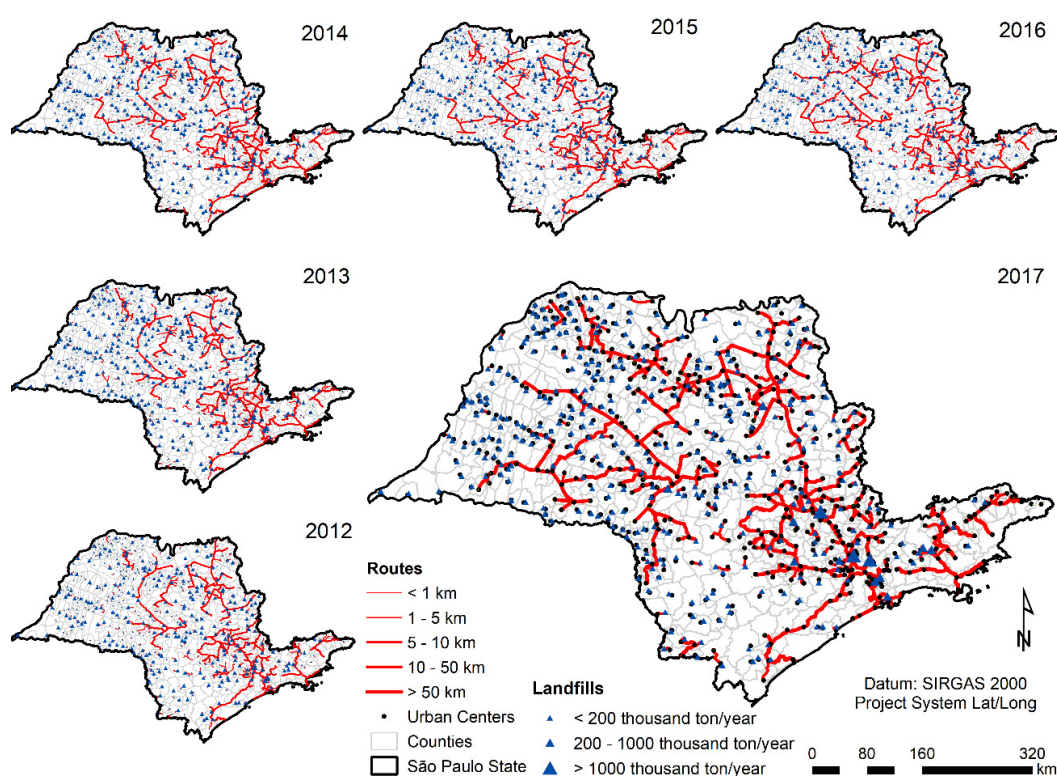 2014
2015
2016
2013
2017
2012
Routes
< 1 km
1 - 5 km
5 - 10 km
10 - 50 km
> 50 km
Urban Centers
Counties
São Paulo State
Landfills
< 200 thousand ton/year
200 - 1000 thousand ton/year
> 1000 thousand ton/year
N
Datum: SIRGAS 2000
Project System Lat/Long
0 80 160 320
km